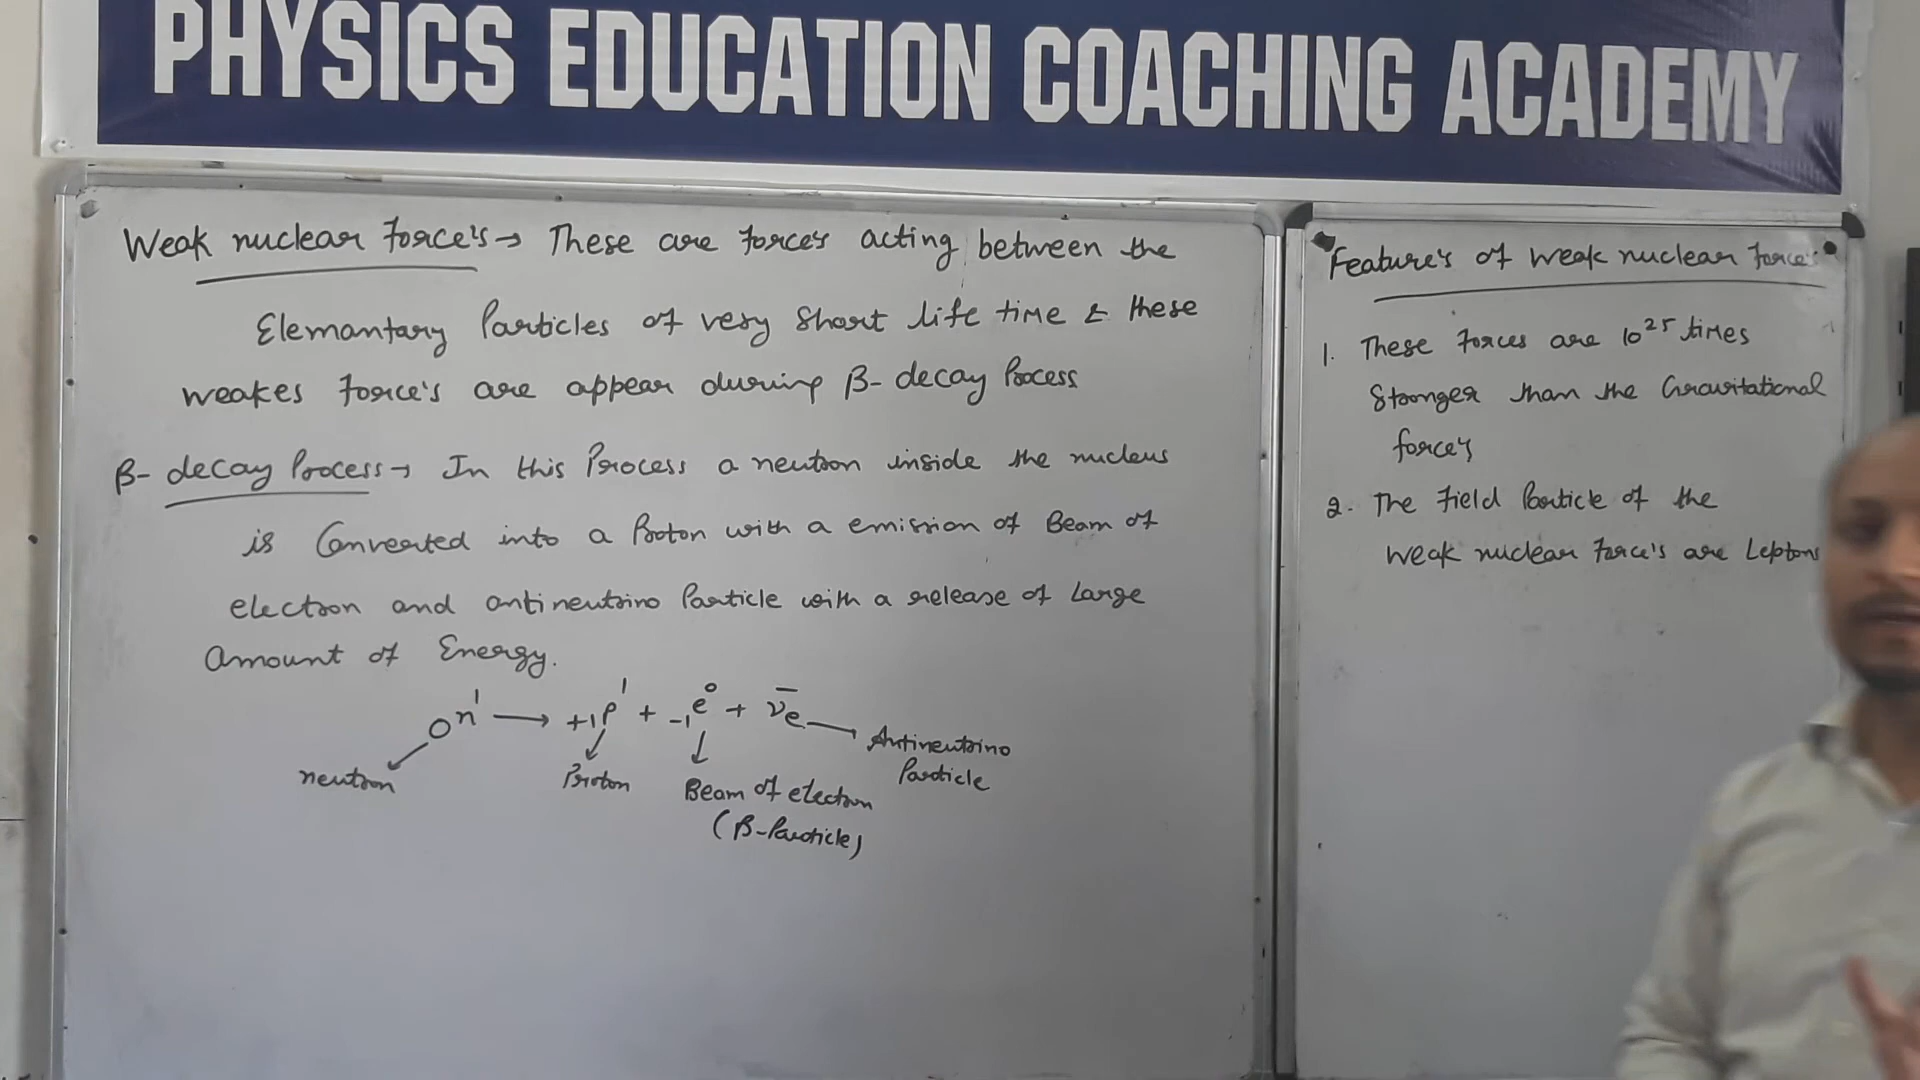 PHYSICS EDUCATION COACHING ACADEMY
Weak nuclear force's → These are force's acting between the
Elemantary Particles of very short life time & these
weakes force's are appear during β- decay Process
β- decay Process → In this Process a neutron inside the nucleus
is Converted into a Proton with a emission of Beam of
electron and antineutrino Particle with a release of Large
Amount of Energy.
₀n¹ → ₊₁P¹ + ₋₁e⁰ + ν̄e
neutron
Proton
Beam of electron
(β-Particle)
Antineutrino
Particle
Feature's of weak nuclear force's
1. These forces are 10²⁵ times
Stronger than the Gravitational
force's
2. The Field Particle of the
weak nuclear force's are Leptons